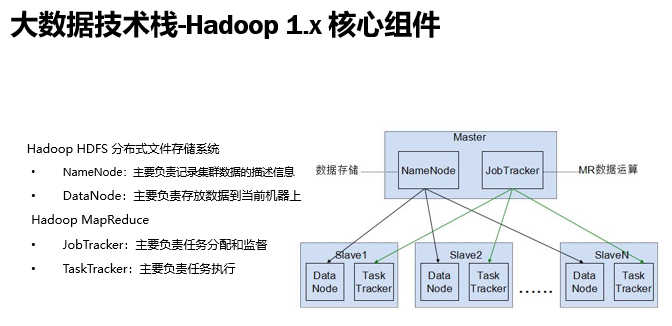 大数据技术栈-Hadoop 1.x 核心组件
Hadoop HDFS 分布式文件存储系统
• NameNode：主要负责记录集群数据的描述信息
• DataNode：主要负责存放数据到当前机器上
Hadoop MapReduce
• JobTracker：主要负责任务分配和监督
• TaskTracker：主要负责任务执行
Master
数据存储
NameNode
JobTracker
MR数据运算
Slave1
Data
Node
Task
Tracker
Slave2
Data
Node
Task
Tracker
......
SlaveN
Data
Node
Task
Tracker